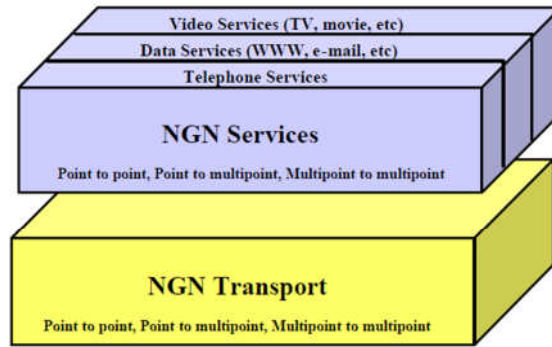 Video Services (TV, movie, etc)
Data Services (WWW, e-mail, etc)
Telephone Services
NGN Services
Point to point, Point to multipoint, Multipoint to multipoint
NGN Transport
Point to point, Point to multipoint, Multipoint to multipoint